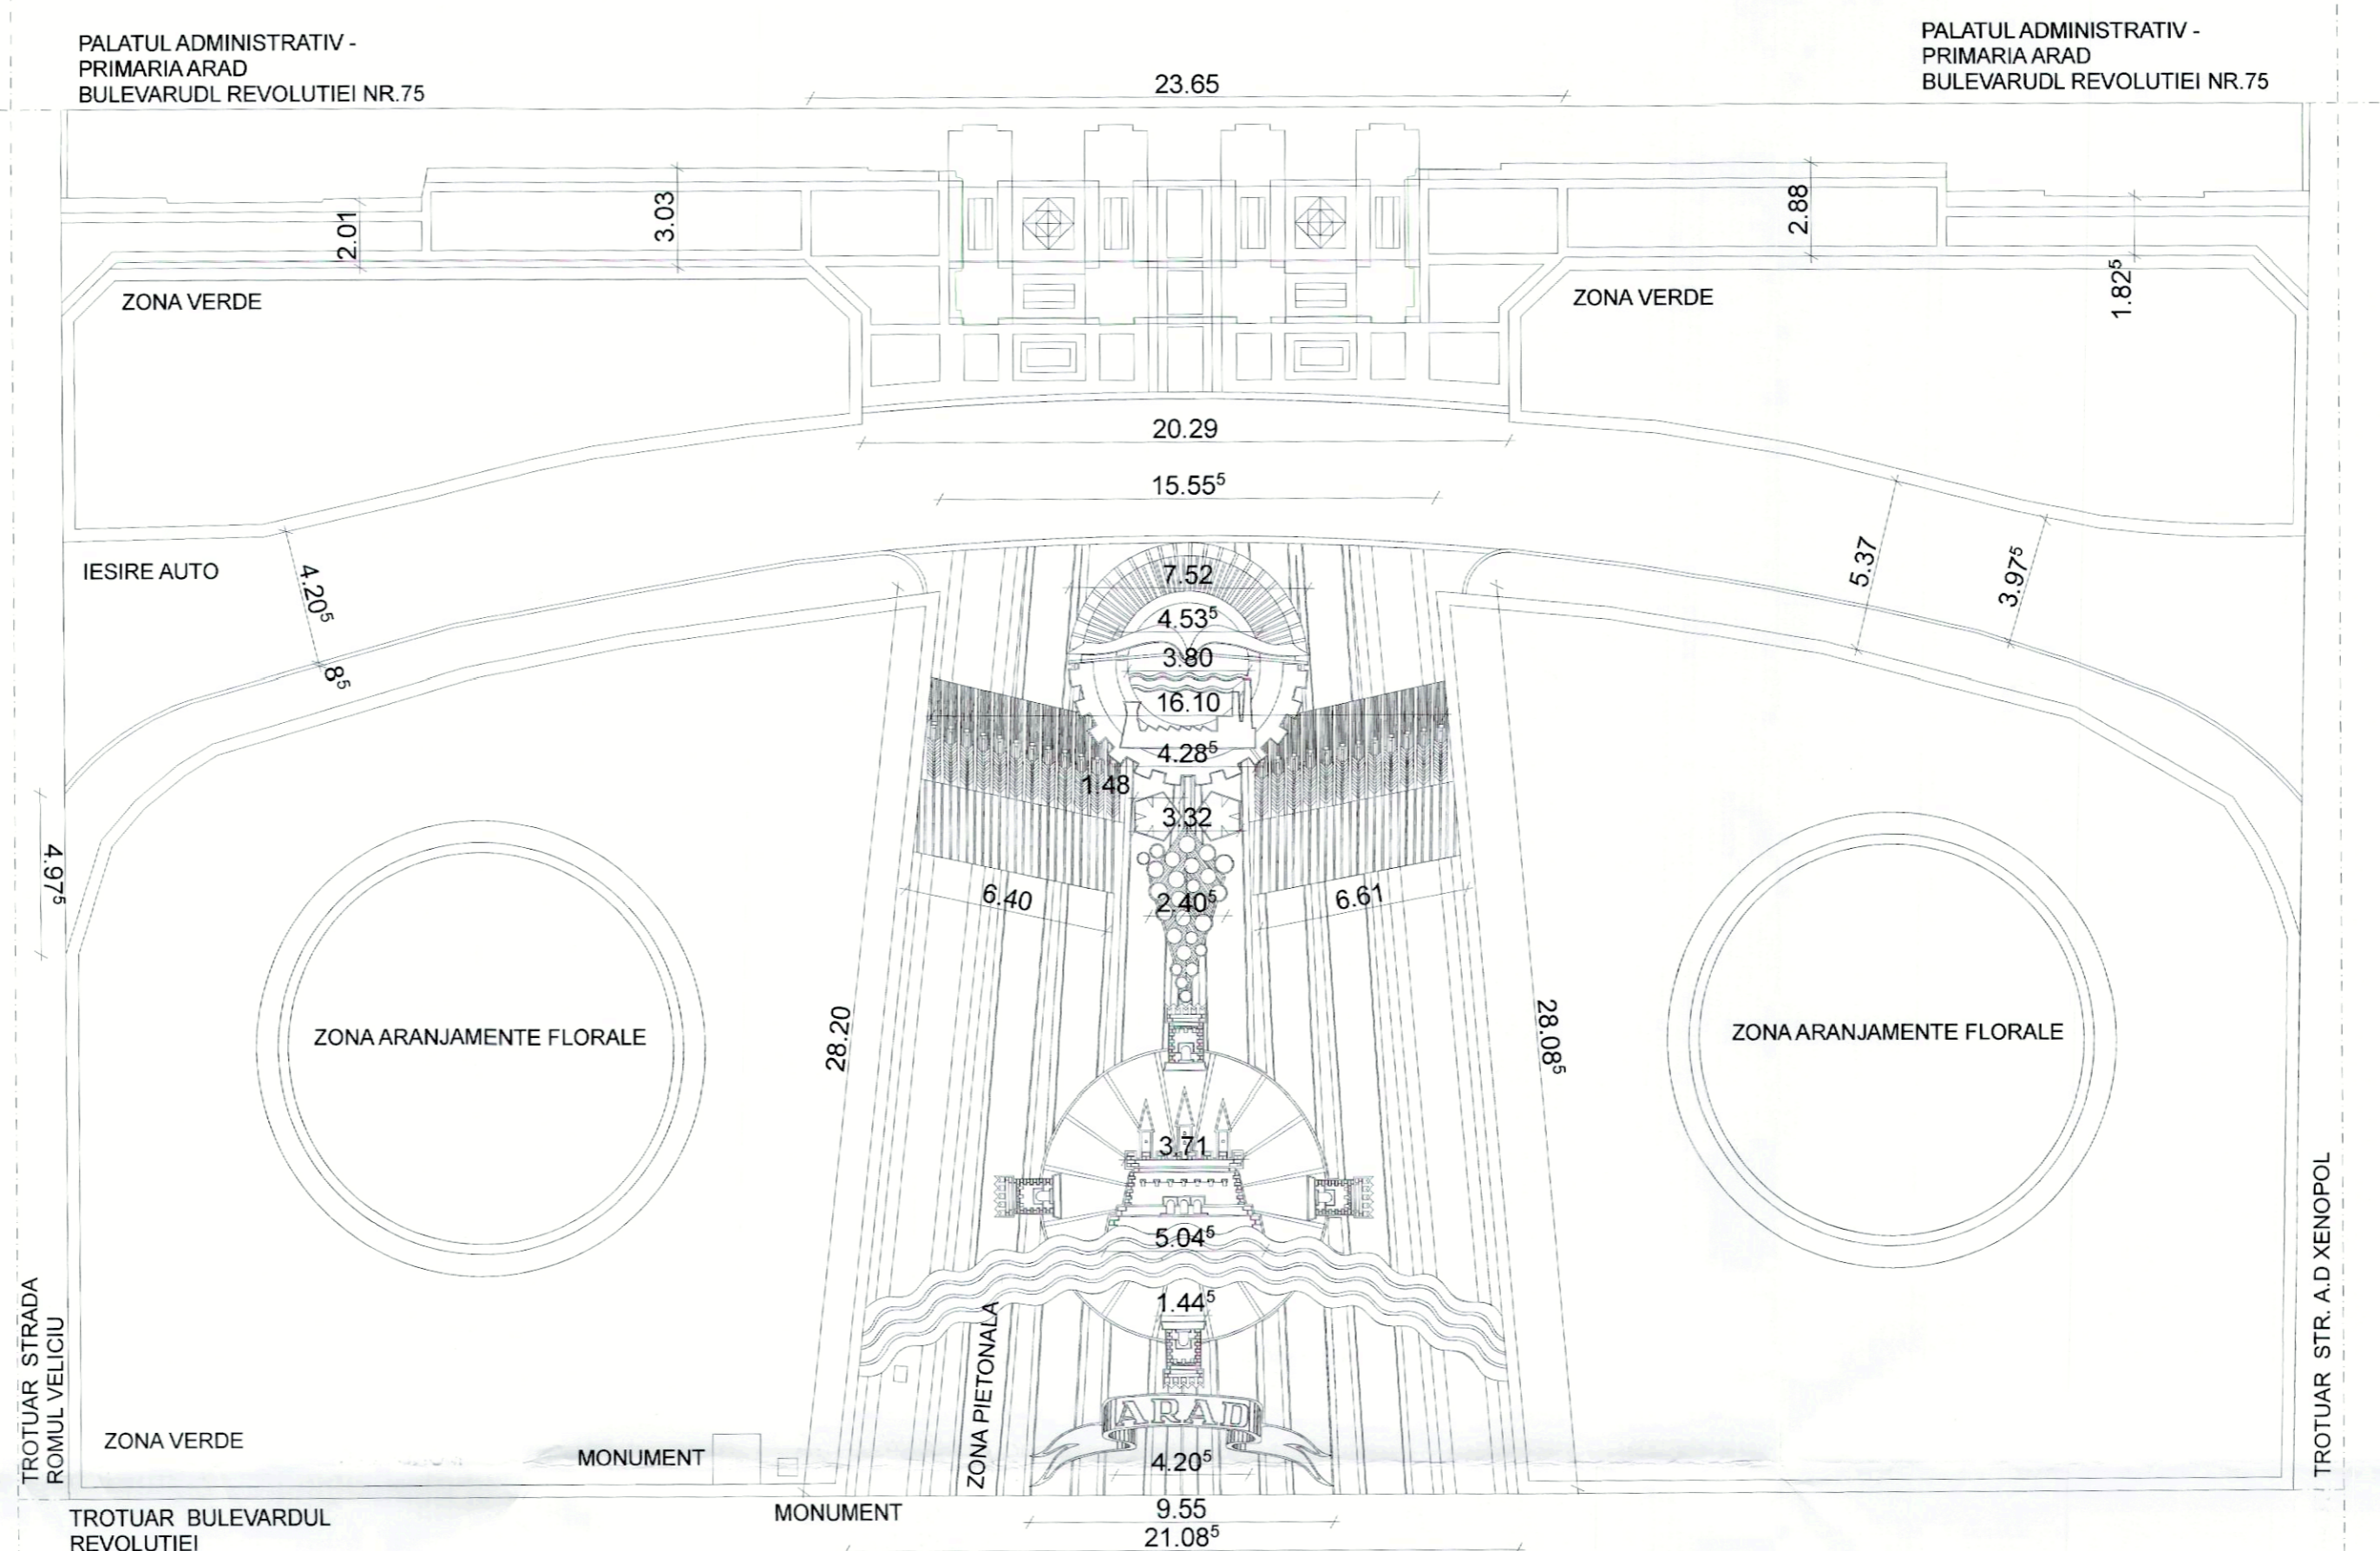 PALATUL ADMINISTRATIV -
PRIMARIA ARAD
BULEVARUDL REVOLUTIEI NR.75
PALATUL ADMINISTRATIV -
PRIMARIA ARAD
BULEVARUDL REVOLUTIEI NR.75
23.65
2.01
3.03
2.88
1.82⁵
ZONA VERDE
ZONA VERDE
20.29
15.55⁵
IESIRE AUTO
4.20⁵
8⁵
5.37
3.97⁵
7.52
4.53⁵
3.80
16.10
4.28⁵
1.48
3.32
4.97⁵
6.40
2.40⁵
6.61
28.20
28.08⁵
ZONA ARANJAMENTE FLORALE
ZONA ARANJAMENTE FLORALE
3.71
5.04⁵
1.44⁵
ZONA PIETONALA
ARAD
4.20⁵
TROTUAR STRADA
ROMUL VELICIU
TROTUAR STR. A.D XENOPOL
ZONA VERDE
MONUMENT
MONUMENT
9.55
21.08⁵
TROTUAR BULEVARDUL
REVOLUTIEI